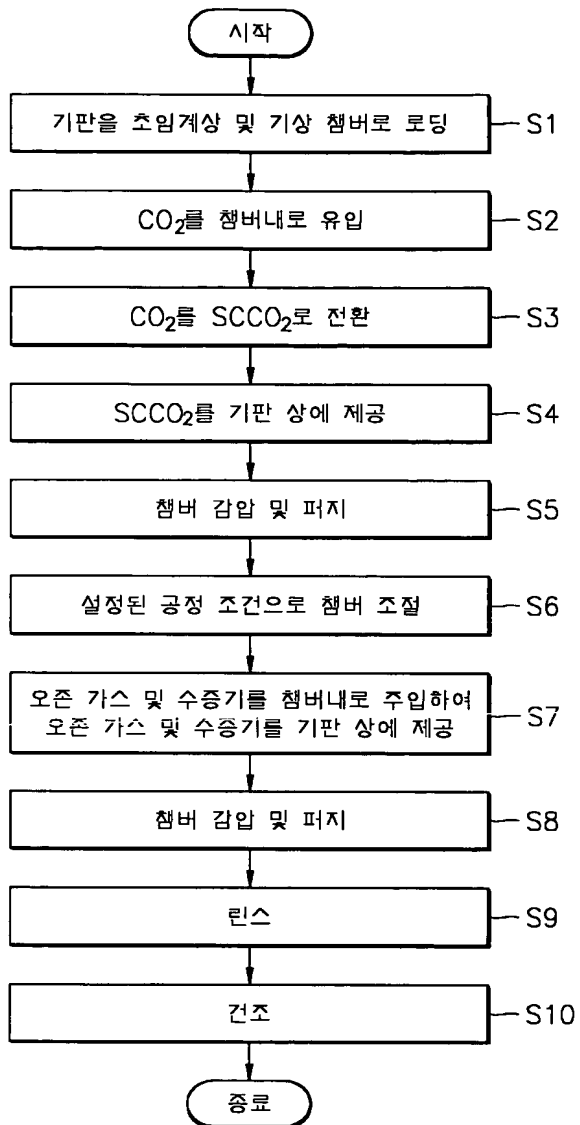 시작
기판을 초임계상 및 기상 챔버로 로딩 S1
CO₂를 챔버내로 유입 S2
CO₂를 SCCO₂로 전환 S3
SCCO₂를 기판 상에 제공 S4
챔버 감압 및 퍼지 S5
설정된 공정 조건으로 챔버 조절 S6
오존 가스 및 수증기를 챔버내로 주입하여
오존 가스 및 수증기를 기판 상에 제공 S7
챔버 감압 및 퍼지 S8
린스 S9
건조 S10
종료